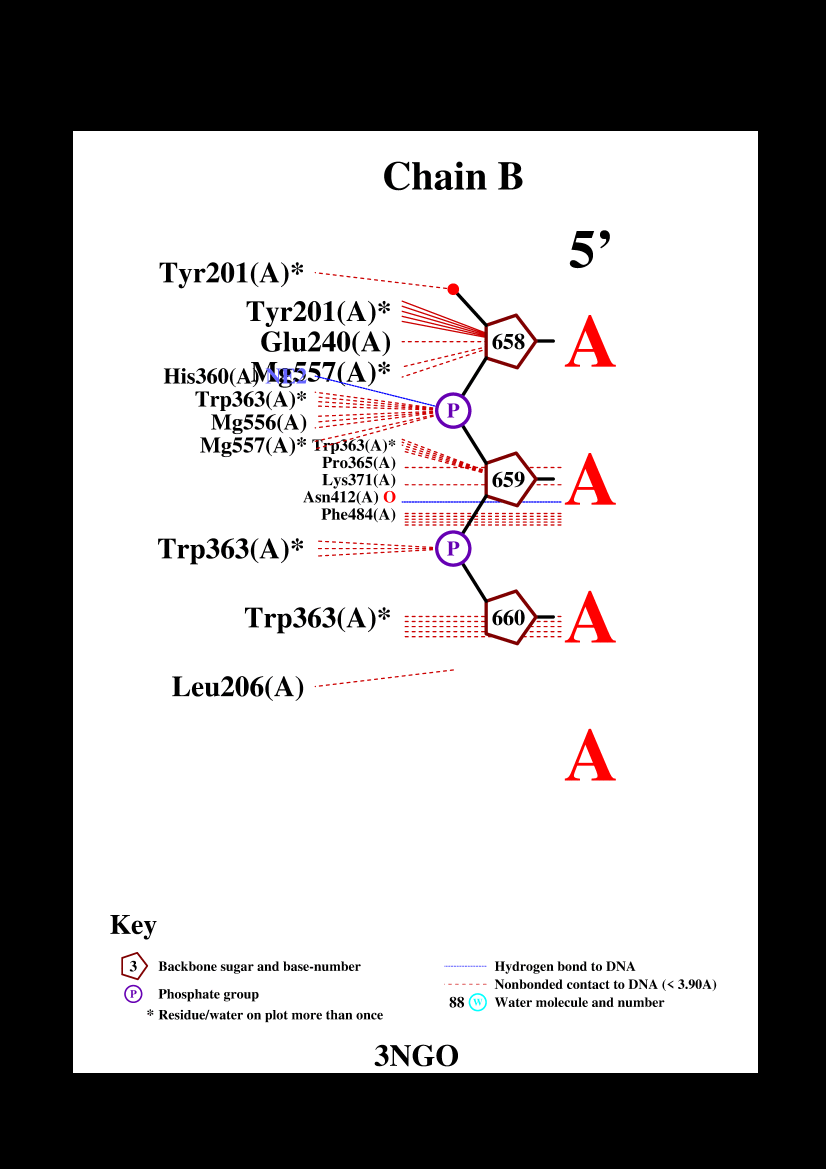 Chain B
5’
Tyr201(A)*
Tyr201(A)*
658
A
Glu240(A)
Mg557(A)*
His360(A) NE2
Trp363(A)*
P
Mg556(A)
Mg557(A)*
Trp363(A)*
Pro365(A)
Lys371(A)
659
A
Asn412(A) O
Phe484(A)
Trp363(A)*
P
Trp363(A)*
660
A
Leu206(A)
A
Key
3 Backbone sugar and base-number
P Phosphate group
* Residue/water on plot more than once
Hydrogen bond to DNA
Nonbonded contact to DNA (< 3.90A)
88 W Water molecule and number
3NGO